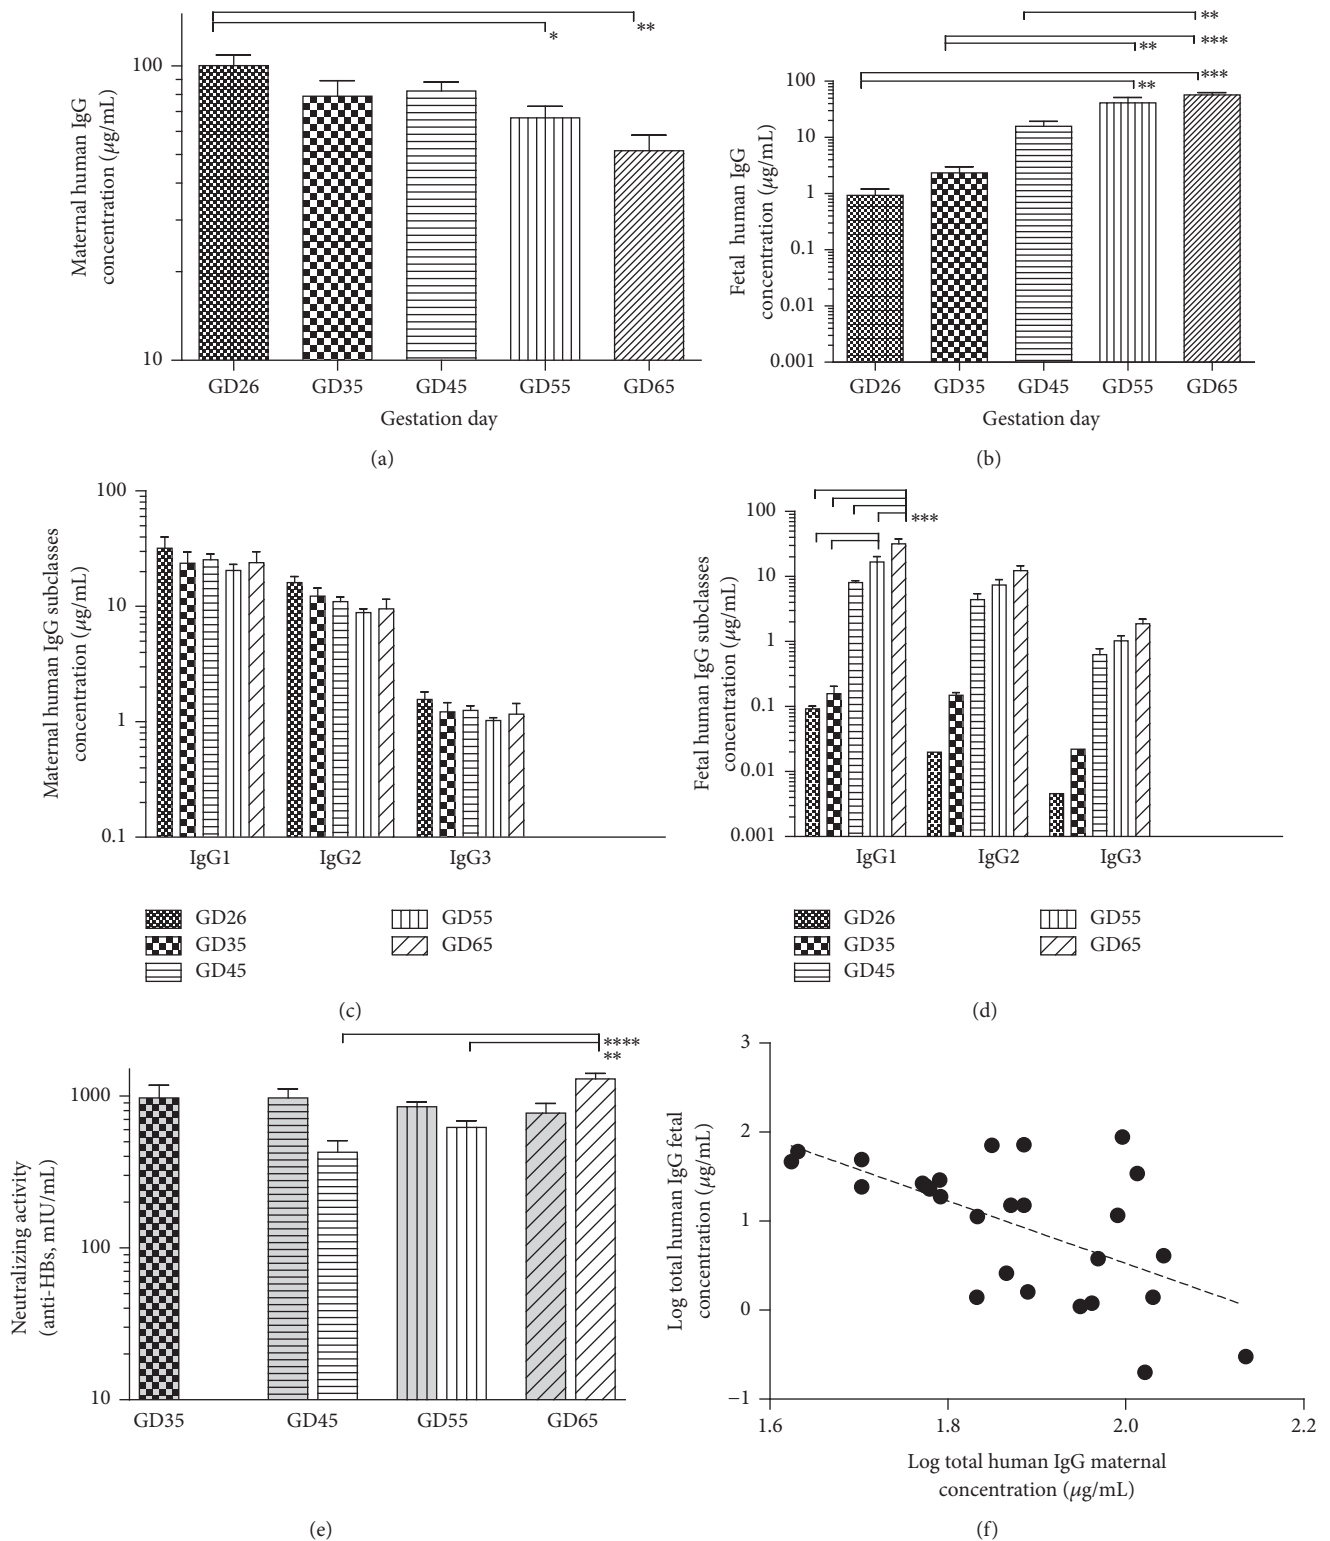 **
*
100
10
Maternal human IgG
concentration (μg/mL)
GD26 GD35 GD45 GD55 GD65
Gestation day
(a)
**
***
**
***
**
100
10
1
0.1
0.01
0.001
Fetal human IgG
concentration (μg/mL)
GD26 GD35 GD45 GD55 GD65
Gestation day
(b)
100
10
1
0.1
Maternal human IgG subclasses
concentration (μg/mL)
IgG1 IgG2 IgG3
GD26 GD55
GD35 GD65
GD45
(c)
***
100
10
1
0.1
0.01
0.001
Fetal human IgG subclasses
concentration (μg/mL)
IgG1 IgG2 IgG3
GD26 GD55
GD35 GD65
GD45
(d)
****
**
1000
100
10
Neutralizing activity
(anti-HBs, mIU/mL)
GD35 GD45 GD55 GD65
(e)
3
2
1
0
−1
Log total human IgG fetal
concentration (μg/mL)
1.6 1.8 2.0 2.2
Log total human IgG maternal
concentration (μg/mL)
(f)